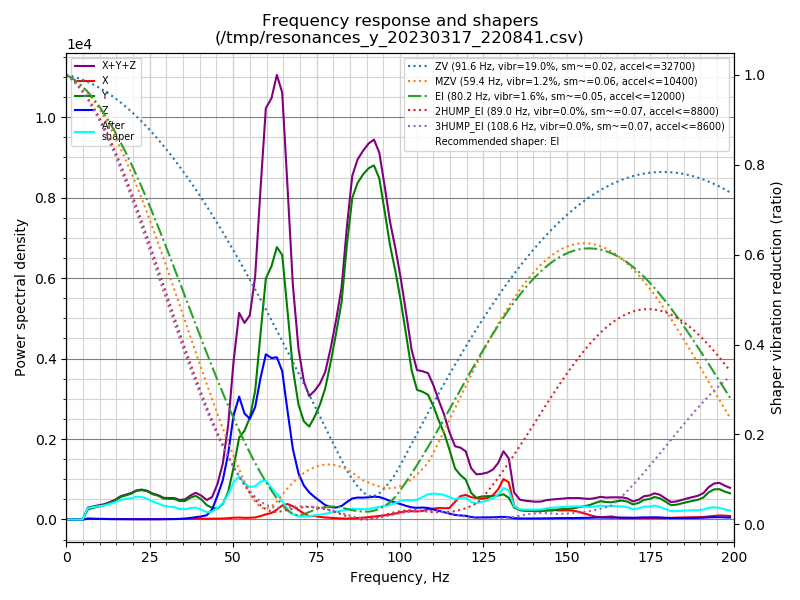 Frequency response and shapers
(/tmp/resonances_y_20230317_220841.csv)
1e4
X+Y+Z
X
Y
Z
After
shaper
ZV (91.6 Hz, vibr=19.0%, sm~=0.02, accel<=32700)
MZV (59.4 Hz, vibr=1.2%, sm~=0.06, accel<=10400)
EI (80.2 Hz, vibr=1.6%, sm~=0.05, accel<=12000)
2HUMP_EI (89.0 Hz, vibr=0.0%, sm~=0.07, accel<=8800)
3HUMP_EI (108.6 Hz, vibr=0.0%, sm~=0.07, accel<=8600)
Recommended shaper: EI
Power spectral density
1.0
0.8
0.6
0.4
0.2
0.0
Shaper vibration reduction (ratio)
1.0
0.8
0.6
0.4
0.2
0.0
0 25 50 75 100 125 150 175 200
Frequency, Hz